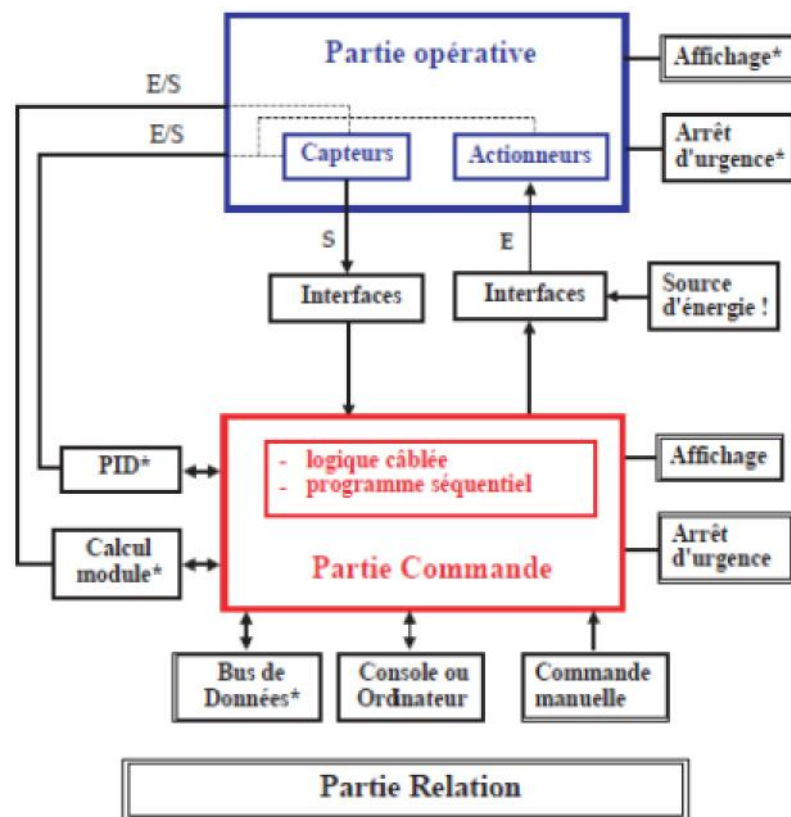 Partie opérative
Affichage*
E/S
E/S
Arrêt
d'urgence*
Capteurs
Actionneurs
S
E
Interfaces
Interfaces
Source
d'énergie !
- logique câblée
- programme séquentiel
Partie Commande
PID*
Affichage
Calcul
module*
Arrêt
d'urgence
Bus de
Données*
Console ou
Ordinateur
Commande
manuelle
Partie Relation